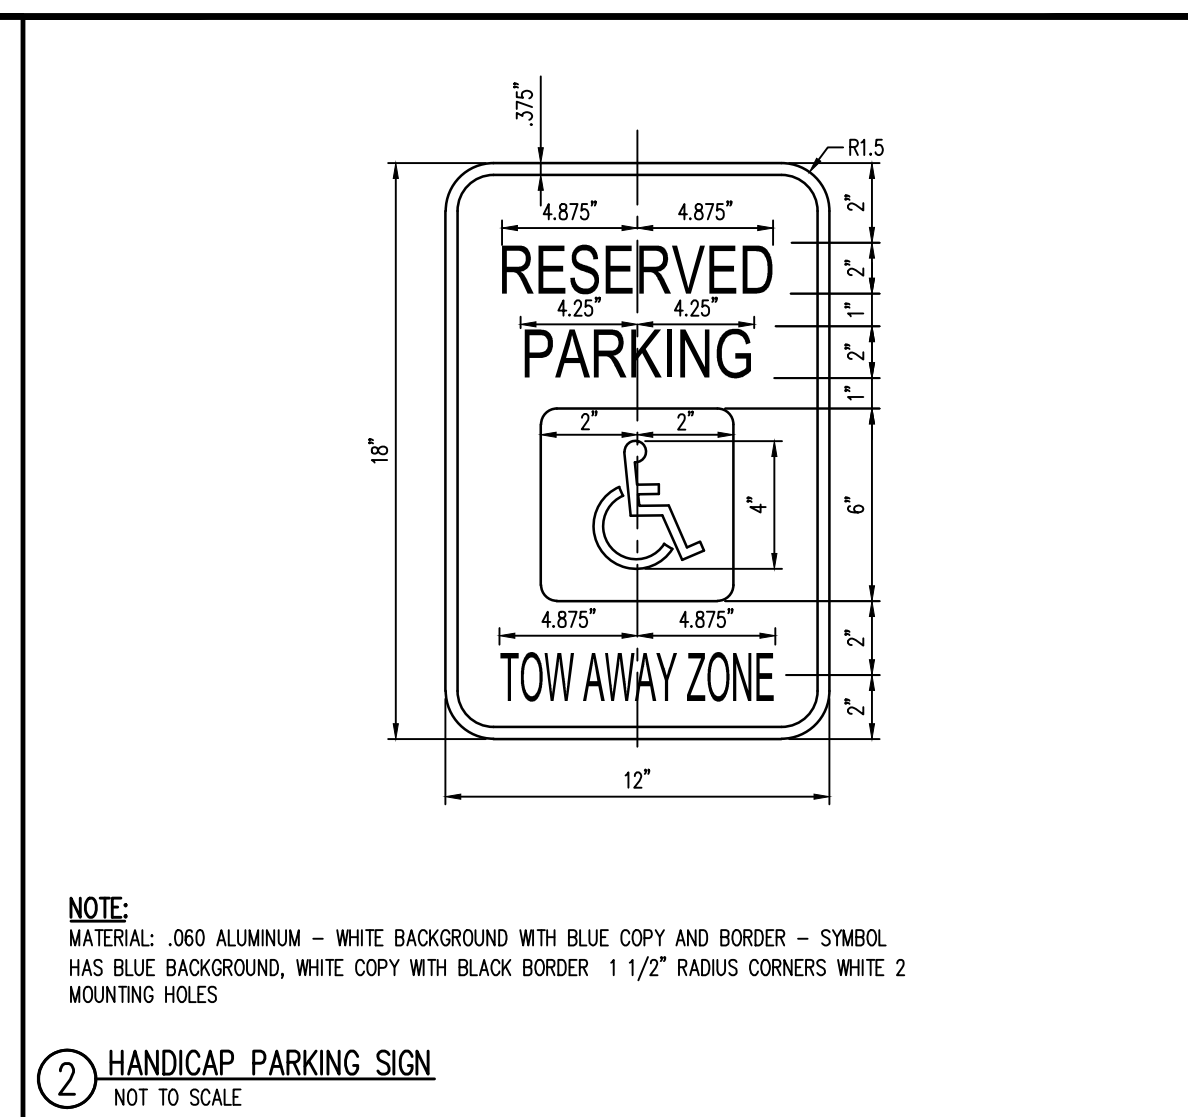 .375"
R1.5
2"
4.875" 4.875"
RESERVED
2"
4.25" 4.25"
1"
PARKING
2"
1"
2" 2"
18"
4"
6"
4.875" 4.875"
2"
TOW AWAY ZONE
2"
12"
NOTE:
MATERIAL: .060 ALUMINUM – WHITE BACKGROUND WITH BLUE COPY AND BORDER – SYMBOL
HAS BLUE BACKGROUND, WHITE COPY WITH BLACK BORDER 1 1/2" RADIUS CORNERS WHITE 2
MOUNTING HOLES
2 HANDICAP PARKING SIGN
NOT TO SCALE